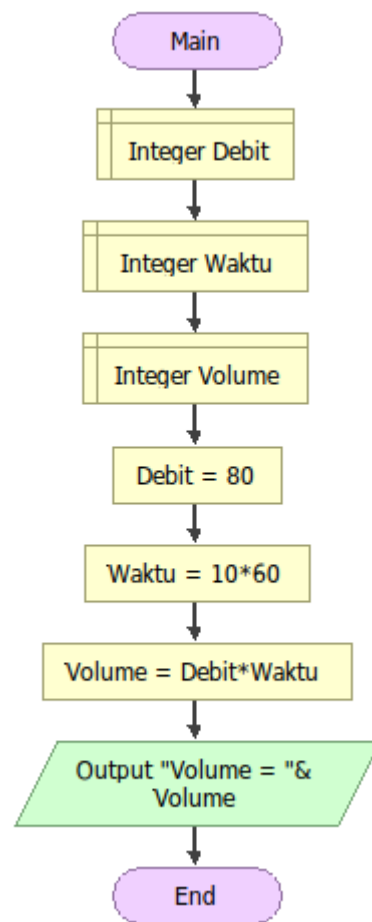 Main
Integer Debit
Integer Waktu
Integer Volume
Debit = 80
Waktu = 10*60
Volume = Debit*Waktu
Output "Volume = "&
Volume
End